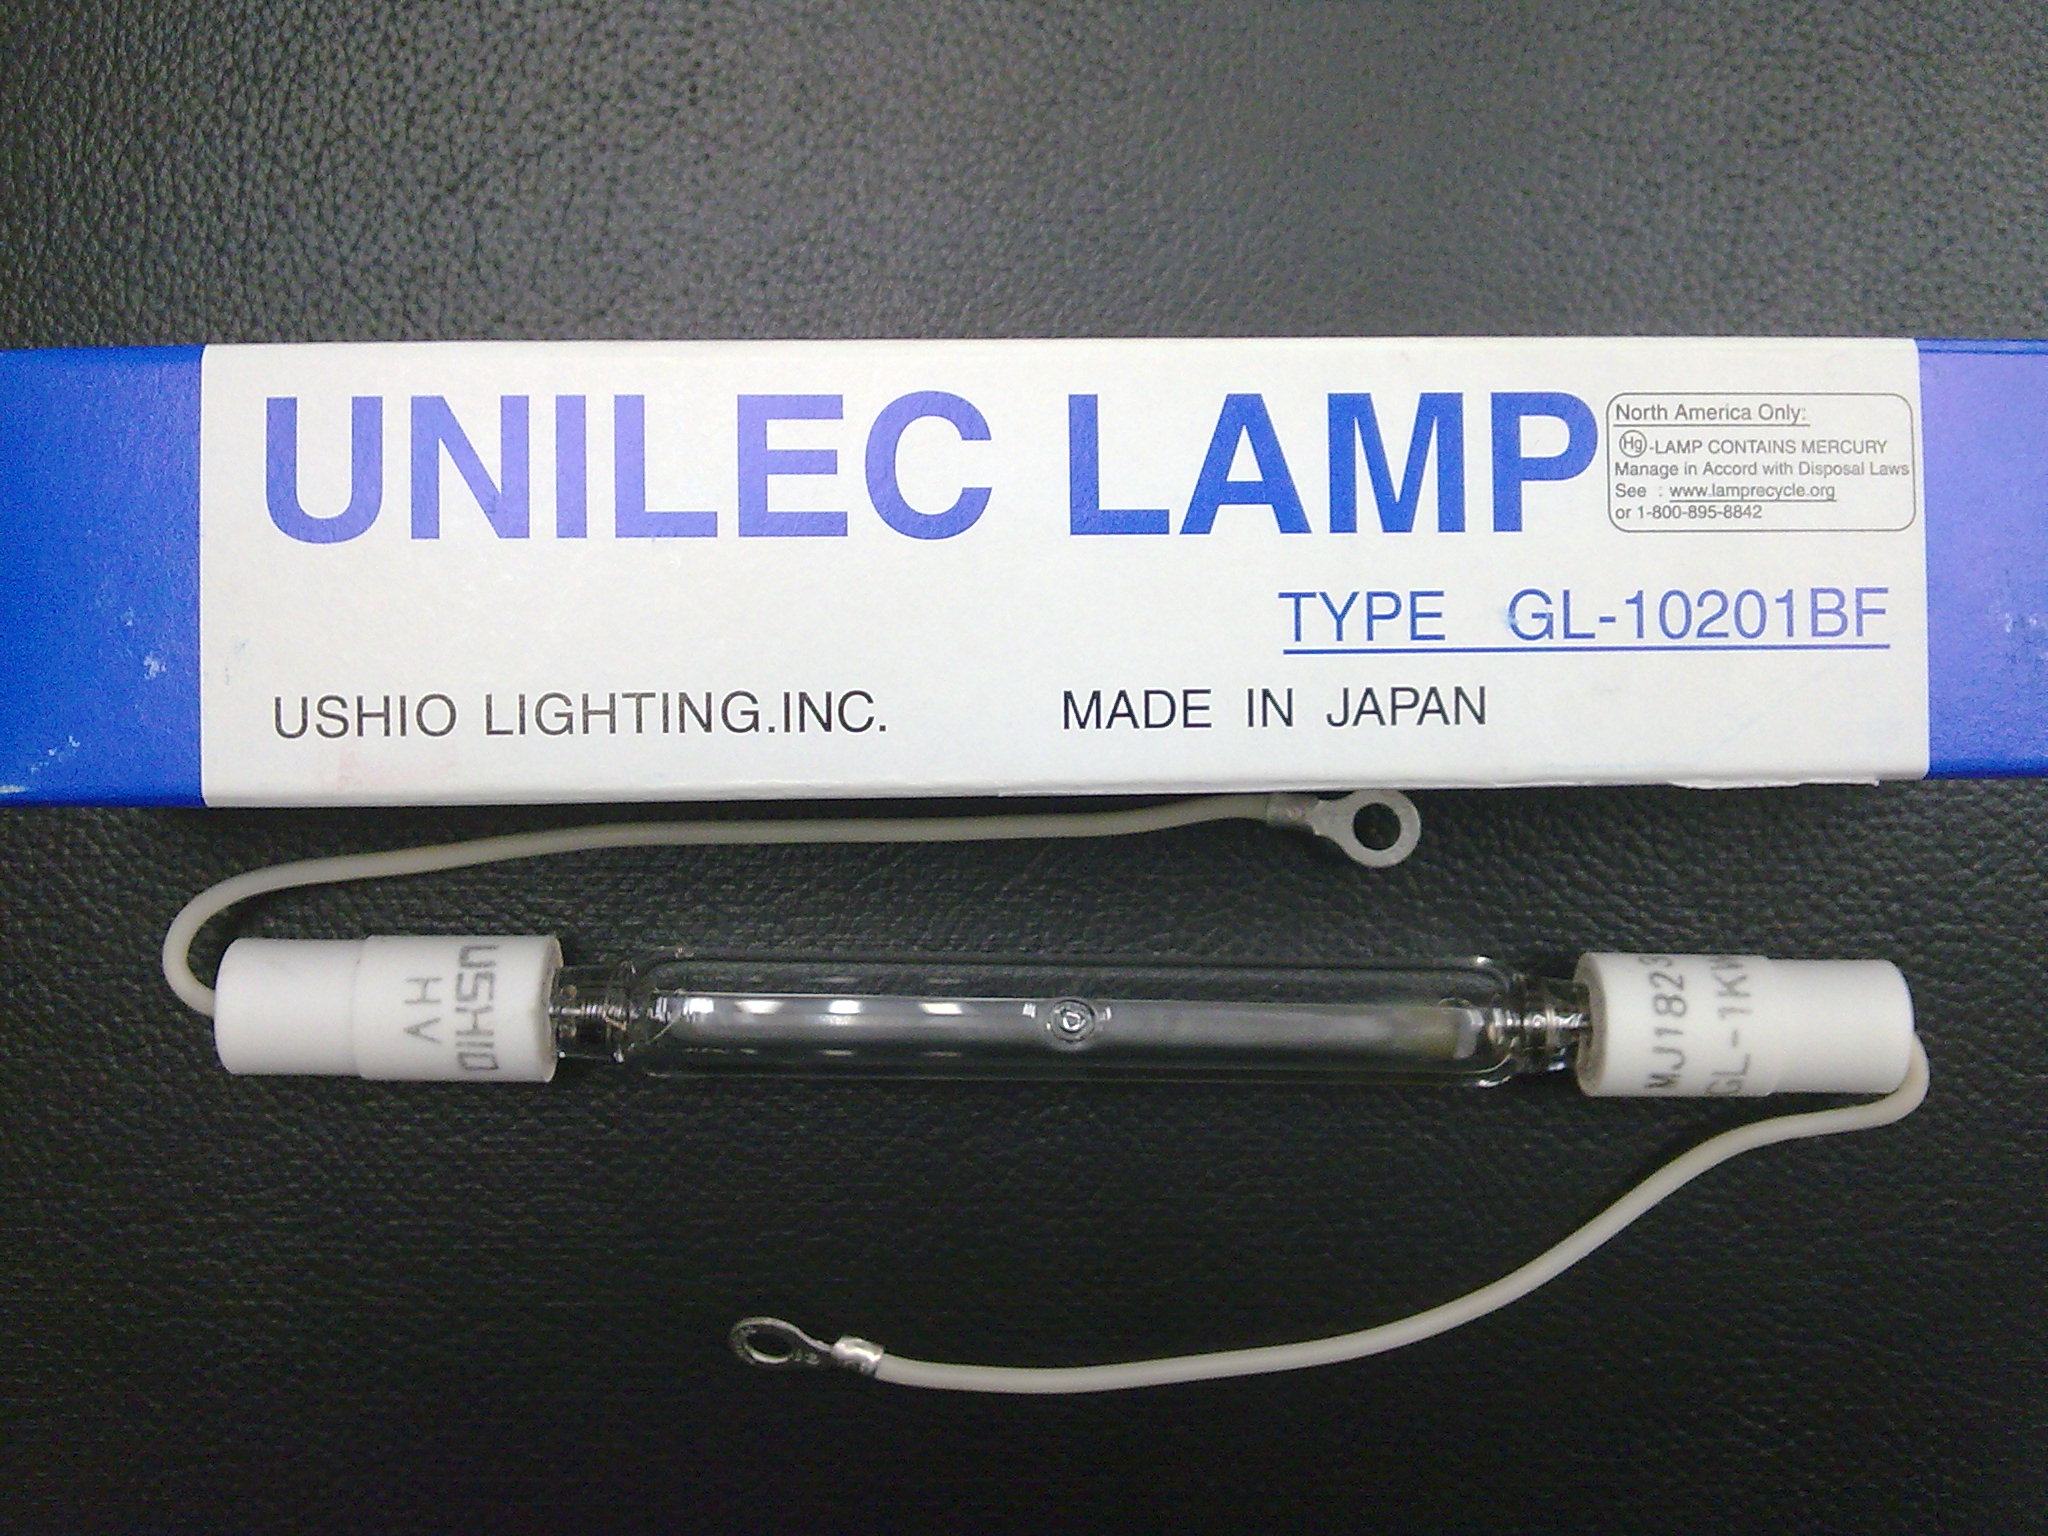 UNILEC LAMP
North America Only:
Hg-LAMP CONTAINS MERCURY
Manage in Accord with Disposal Laws
See : www.lamprecycle.org
or 1-800-895-8842
TYPE GL-10201BF
USHIO LIGHTING.INC. MADE IN JAPAN
USHIO
HV
MJ1823
GL-1KW